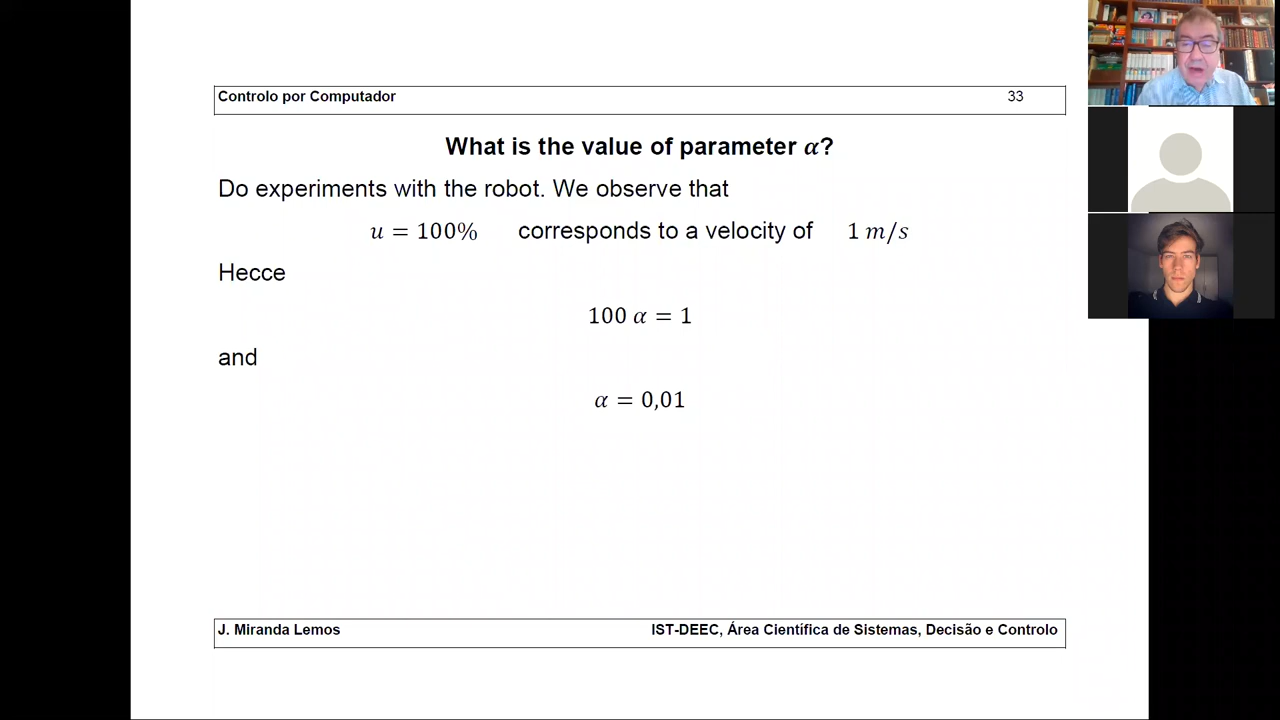 Controlo por Computador 33
What is the value of parameter α?
Do experiments with the robot. We observe that
u = 100% corresponds to a velocity of 1 m/s
Hecce
100 α = 1
and
α = 0,01
J. Miranda Lemos IST-DEEC, Área Científica de Sistemas, Decisão e Controlo